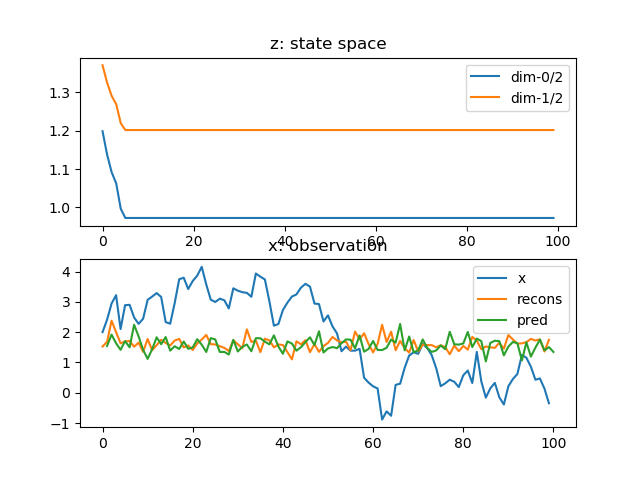 z: state space
1.3
1.2
1.1
1.0
dim-0/2
dim-1/2
0 20 40 60 80 100
x: observation
4
3
2
1
0
−1
x
recons
pred
0 20 40 60 80 100